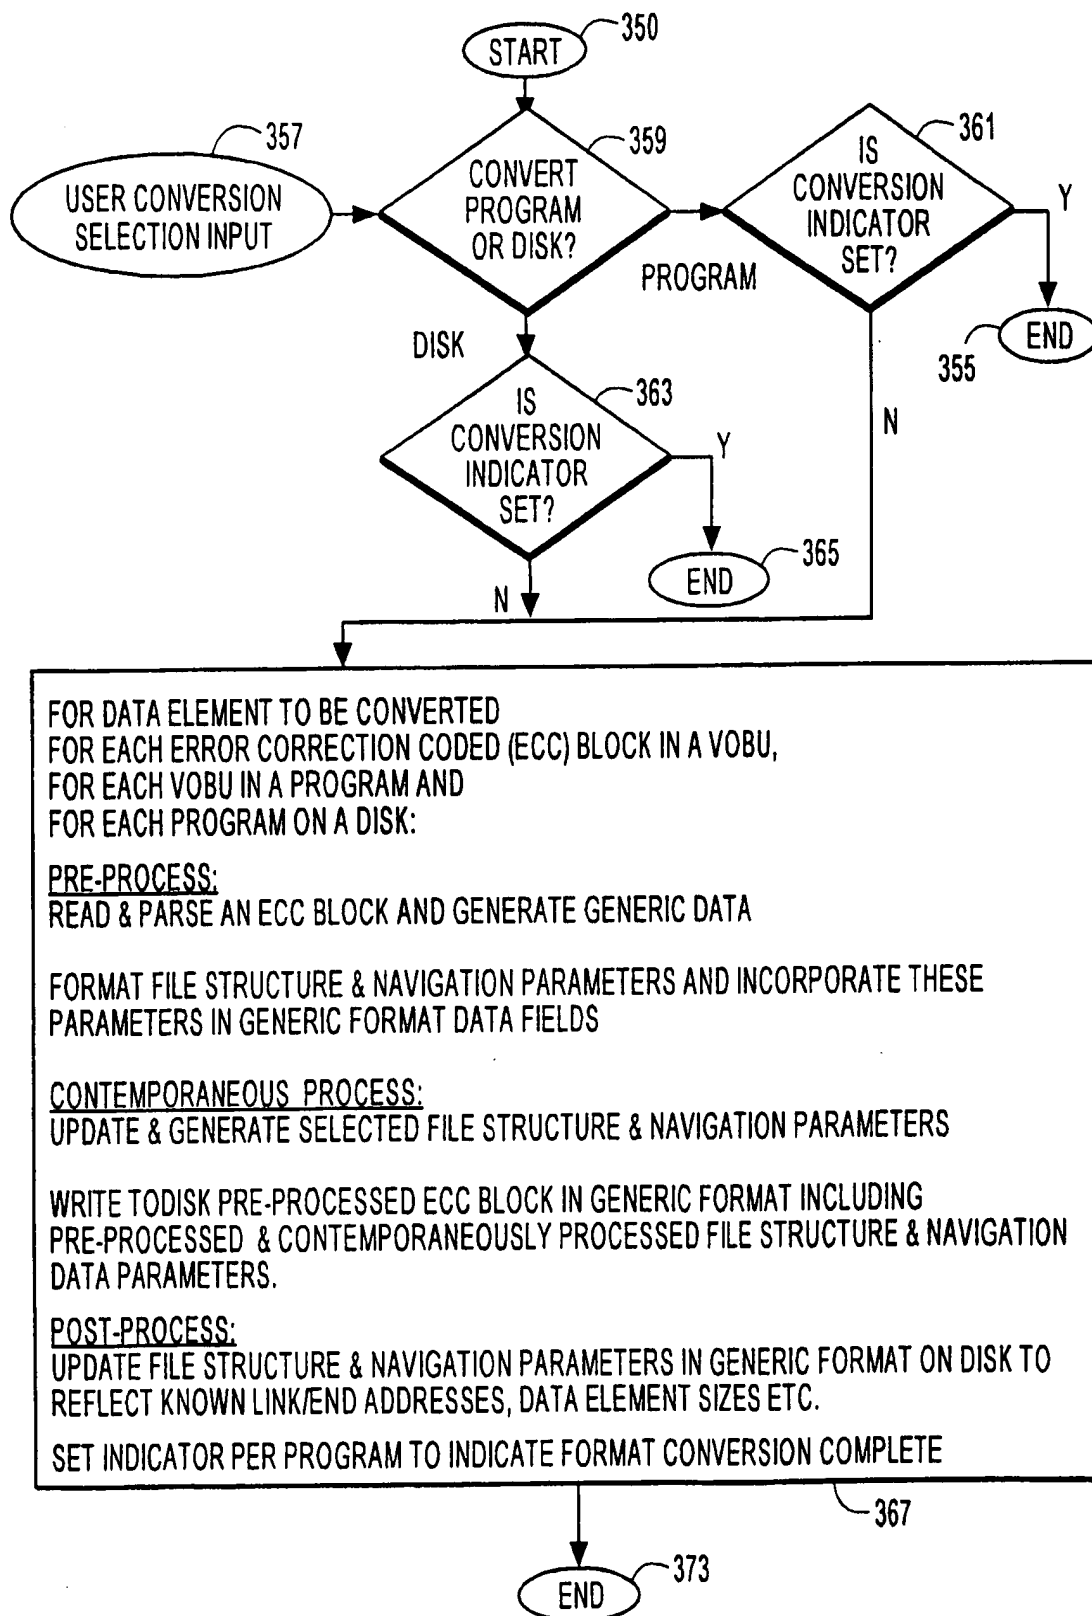 350
START
357
USER CONVERSION
SELECTION INPUT
359
CONVERT
PROGRAM
OR DISK?
361
IS
CONVERSION
INDICATOR
SET?
Y
PROGRAM
END
355
DISK
363
IS
CONVERSION
INDICATOR
SET?
Y
N
END
365
N
FOR DATA ELEMENT TO BE CONVERTED
FOR EACH ERROR CORRECTION CODED (ECC) BLOCK IN A VOBU,
FOR EACH VOBU IN A PROGRAM AND
FOR EACH PROGRAM ON A DISK:
PRE-PROCESS:
READ & PARSE AN ECC BLOCK AND GENERATE GENERIC DATA
FORMAT FILE STRUCTURE & NAVIGATION PARAMETERS AND INCORPORATE THESE
PARAMETERS IN GENERIC FORMAT DATA FIELDS
CONTEMPORANEOUS PROCESS:
UPDATE & GENERATE SELECTED FILE STRUCTURE & NAVIGATION PARAMETERS
WRITE TODISK PRE-PROCESSED ECC BLOCK IN GENERIC FORMAT INCLUDING
PRE-PROCESSED & CONTEMPORANEOUSLY PROCESSED FILE STRUCTURE & NAVIGATION
DATA PARAMETERS.
POST-PROCESS:
UPDATE FILE STRUCTURE & NAVIGATION PARAMETERS IN GENERIC FORMAT ON DISK TO
REFLECT KNOWN LINK/END ADDRESSES, DATA ELEMENT SIZES ETC.
SET INDICATOR PER PROGRAM TO INDICATE FORMAT CONVERSION COMPLETE
367
373
END